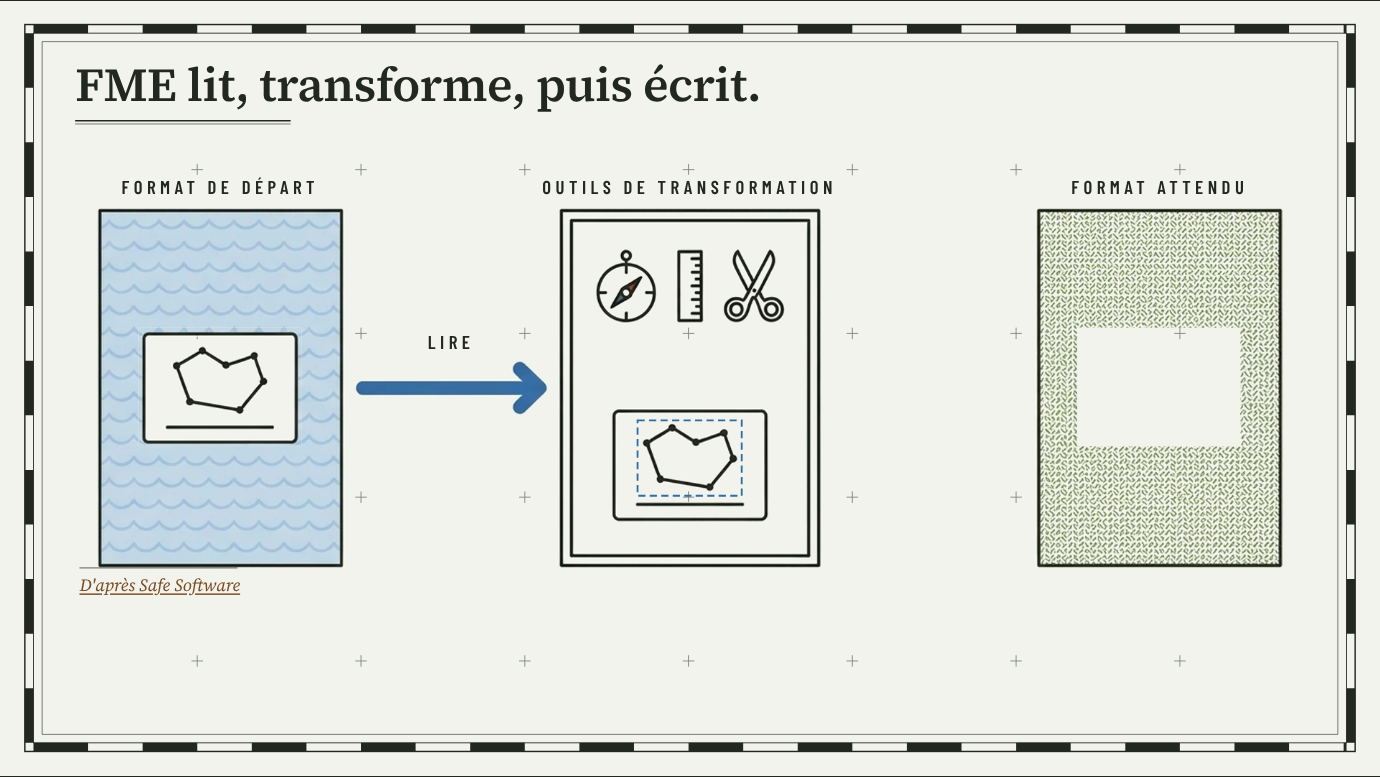 FME lit, transforme, puis écrit.
FORMAT DE DÉPART
OUTILS DE TRANSFORMATION
FORMAT ATTENDU
LIRE
D'après Safe Software